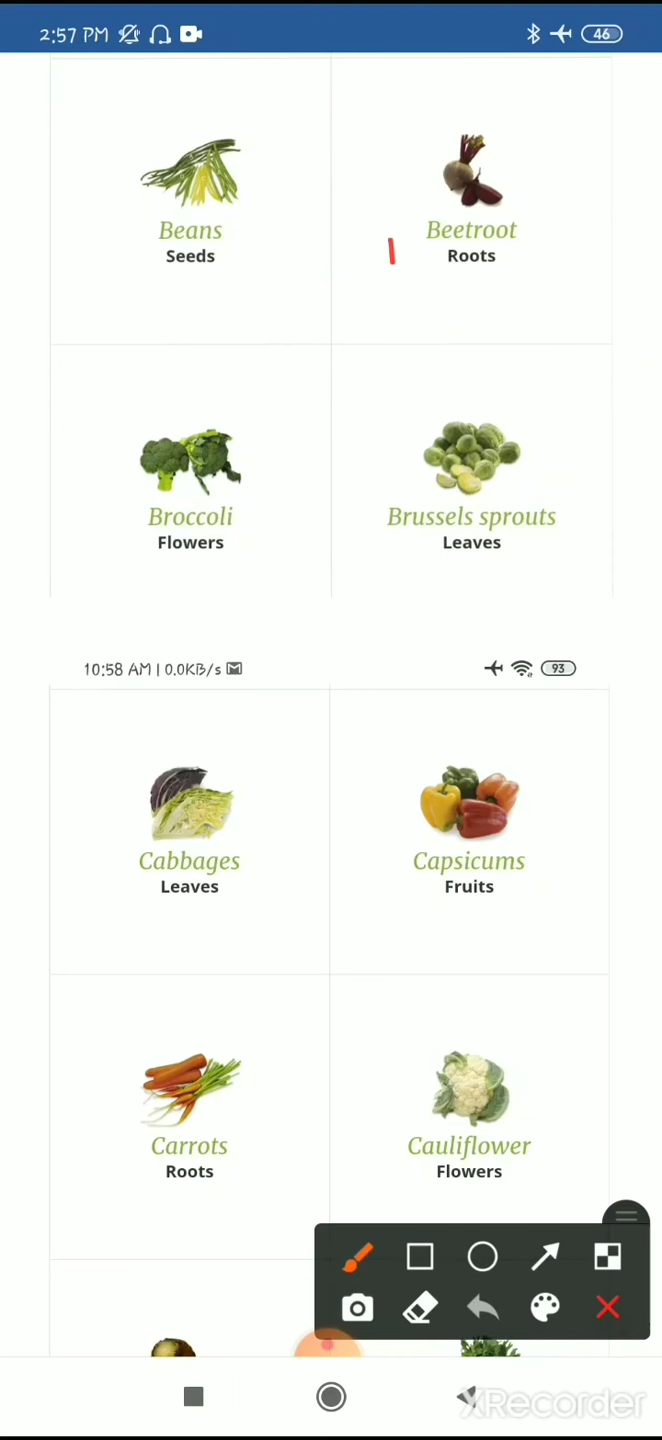 2:57 PM 46
Beans Beetroot
Seeds Roots
Broccoli Brussels sprouts
Flowers Leaves
10:58 AM | 0.0KB/s 93
Cabbages Capsicums
Leaves Fruits
Carrots Cauliflower
Roots Flowers
XRecorder